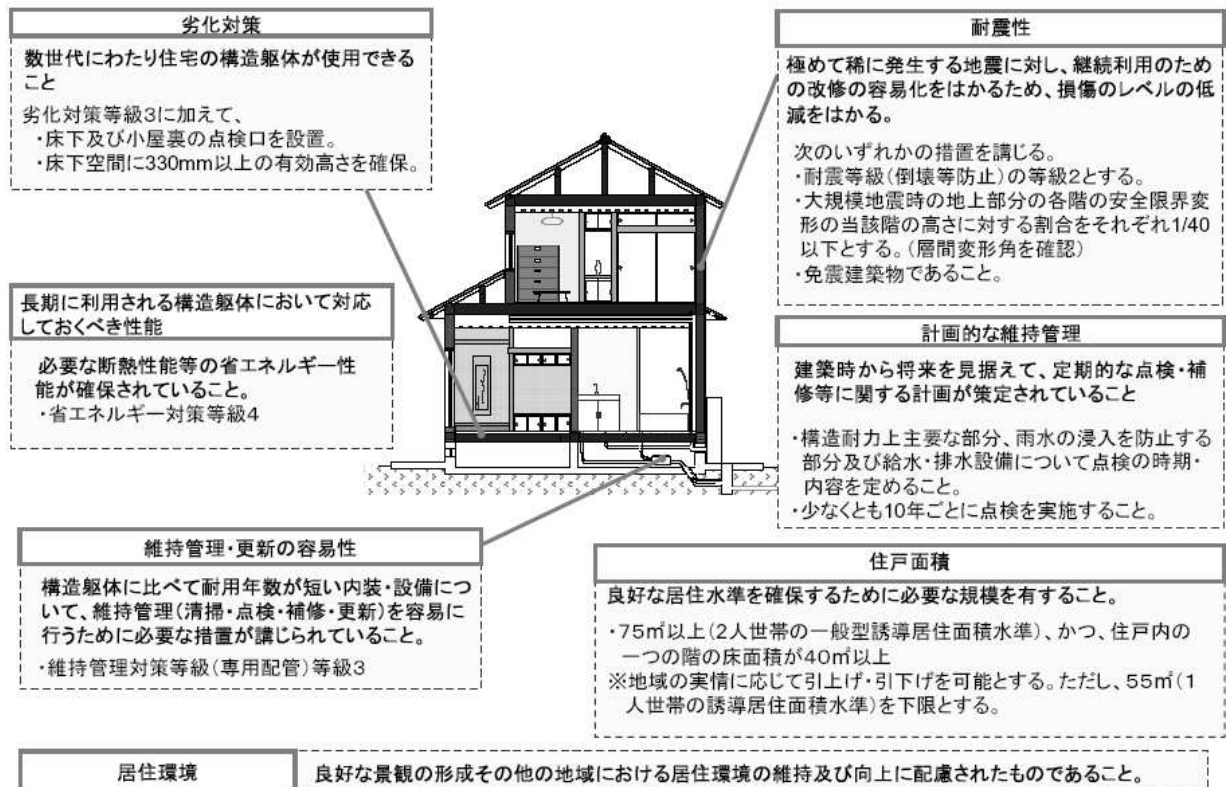 劣化対策
数世代にわたり住宅の構造躯体が使用できる
こと
劣化対策等級3に加えて、
・床下及び小屋裏の点検口を設置。
・床下空間に330mm以上の有効高さを確保。
耐震性
極めて稀に発生する地震に対し、継続利用のため
の改修の容易化をはかるため、損傷のレベルの低
減をはかる。
次のいずれかの措置を講じる。
・耐震等級(倒壊等防止)の等級2とする。
・大規模地震時の地上部分の各階の安全限界変
形の当該階の高さに対する割合をそれぞれ1/40
以下とする。(層間変形角を確認)
・免震建築物であること。
長期に利用される構造躯体において対応
しておくべき性能
必要な断熱性能等の省エネルギー性
能が確保されていること。
・省エネルギー対策等級4
計画的な維持管理
建築時から将来を見据えて、定期的な点検・補
修等に関する計画が策定されていること
・構造耐力上主要な部分、雨水の浸入を防止する
部分及び給水・排水設備について点検の時期・
内容を定めること。
・少なくとも10年ごとに点検を実施すること。
維持管理・更新の容易性
構造躯体に比べて耐用年数が短い内装・設備につ
いて、維持管理(清掃・点検・補修・更新)を容易に
行うために必要な措置が講じられていること。
・維持管理対策等級(専用配管)等級3
住戸面積
良好な居住水準を確保するために必要な規模を有すること。
・75㎡以上(2人世帯の一般型誘導居住面積水準)、かつ、住戸内の
一つの階の床面積が40㎡以上
※地域の実情に応じて引上げ・引下げを可能とする。ただし、55㎡(1
人世帯の誘導居住面積水準)を下限とする。
居住環境
良好な景観の形成その他の地域における居住環境の維持及び向上に配慮されたものであること。